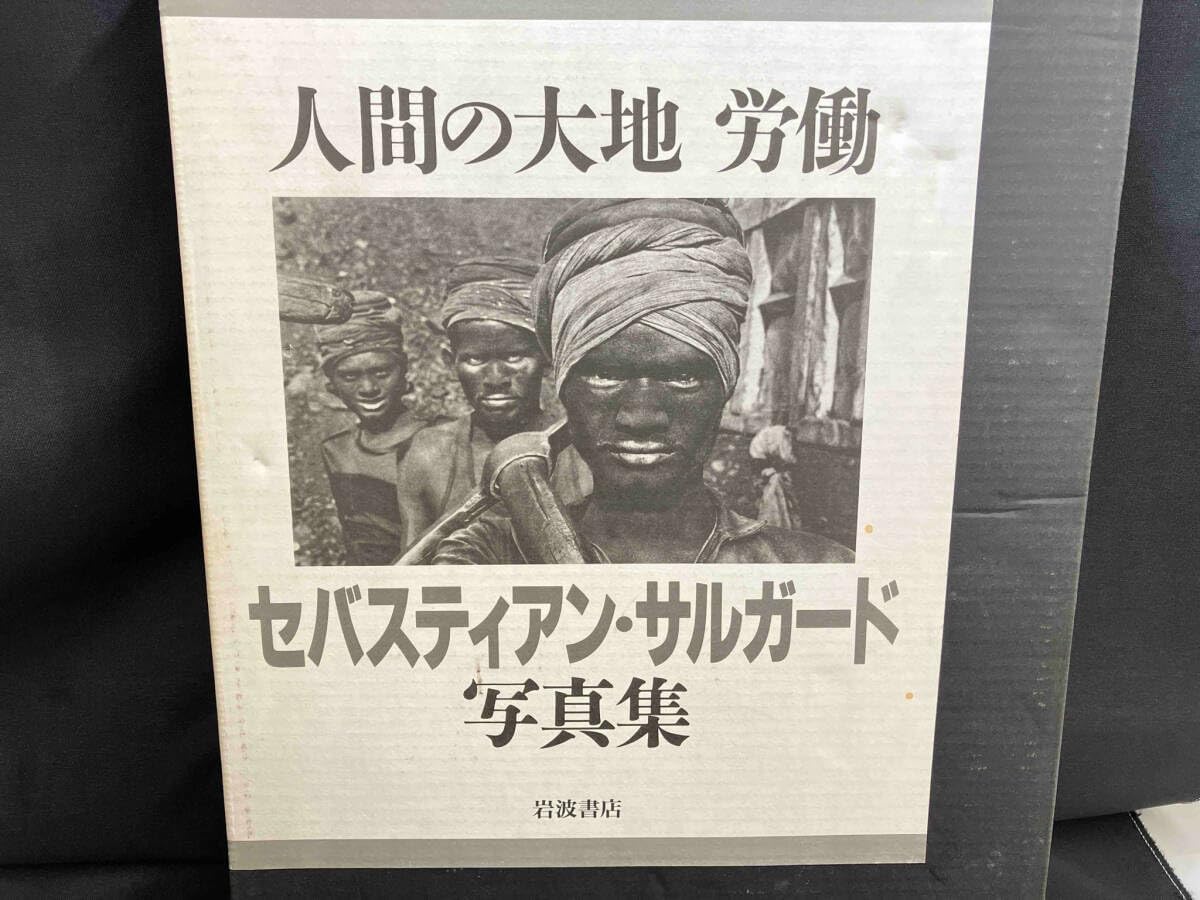 人間の大地 労働
セバスティアン・サルガード
写真集
岩波書店